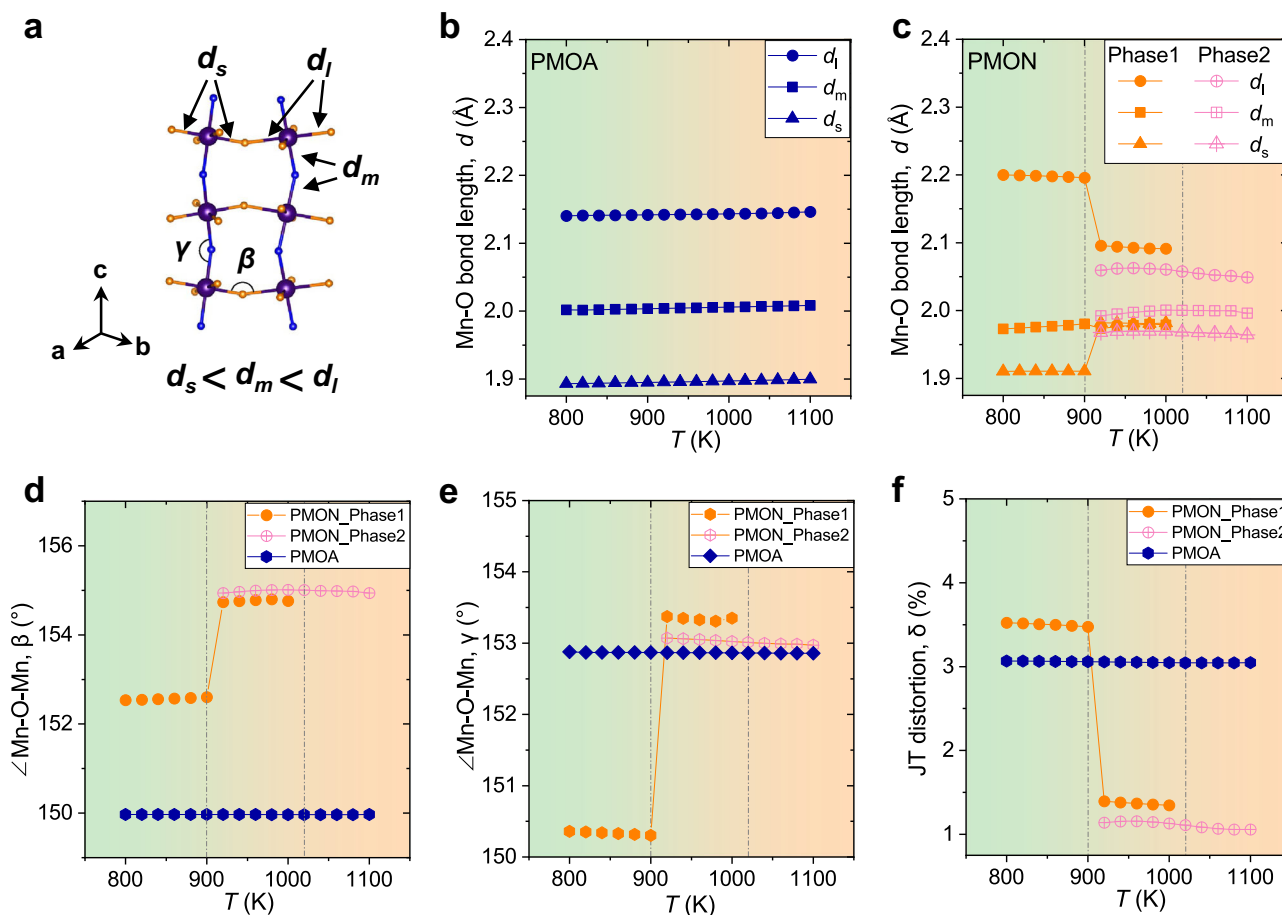 a
d_s
d_l
d_m
γ
β
c
a
b
d_s < d_m < d_l
b
PMOA
d_l
d_m
d_s
Mn-O bond length, d (Å)
2.4
2.3
2.2
2.1
2.0
1.9
800 900 1000 1100
T (K)
c
PMON
Phase1 Phase2
d_l
d_m
d_s
Mn-O bond length, d (Å)
2.4
2.3
2.2
2.1
2.0
1.9
800 900 1000 1100
T (K)
d
PMON_Phase1
PMON_Phase2
PMOA
∠Mn-O-Mn, β (°)
156
154
152
150
800 900 1000 1100
T (K)
e
PMON_Phase1
PMON_Phase2
PMOA
∠Mn-O-Mn, γ (°)
155
154
153
152
151
150
800 900 1000 1100
T (K)
f
PMON_Phase1
PMON_Phase2
PMOA
JT distortion, δ (%)
5
4
3
2
1
800 900 1000 1100
T (K)